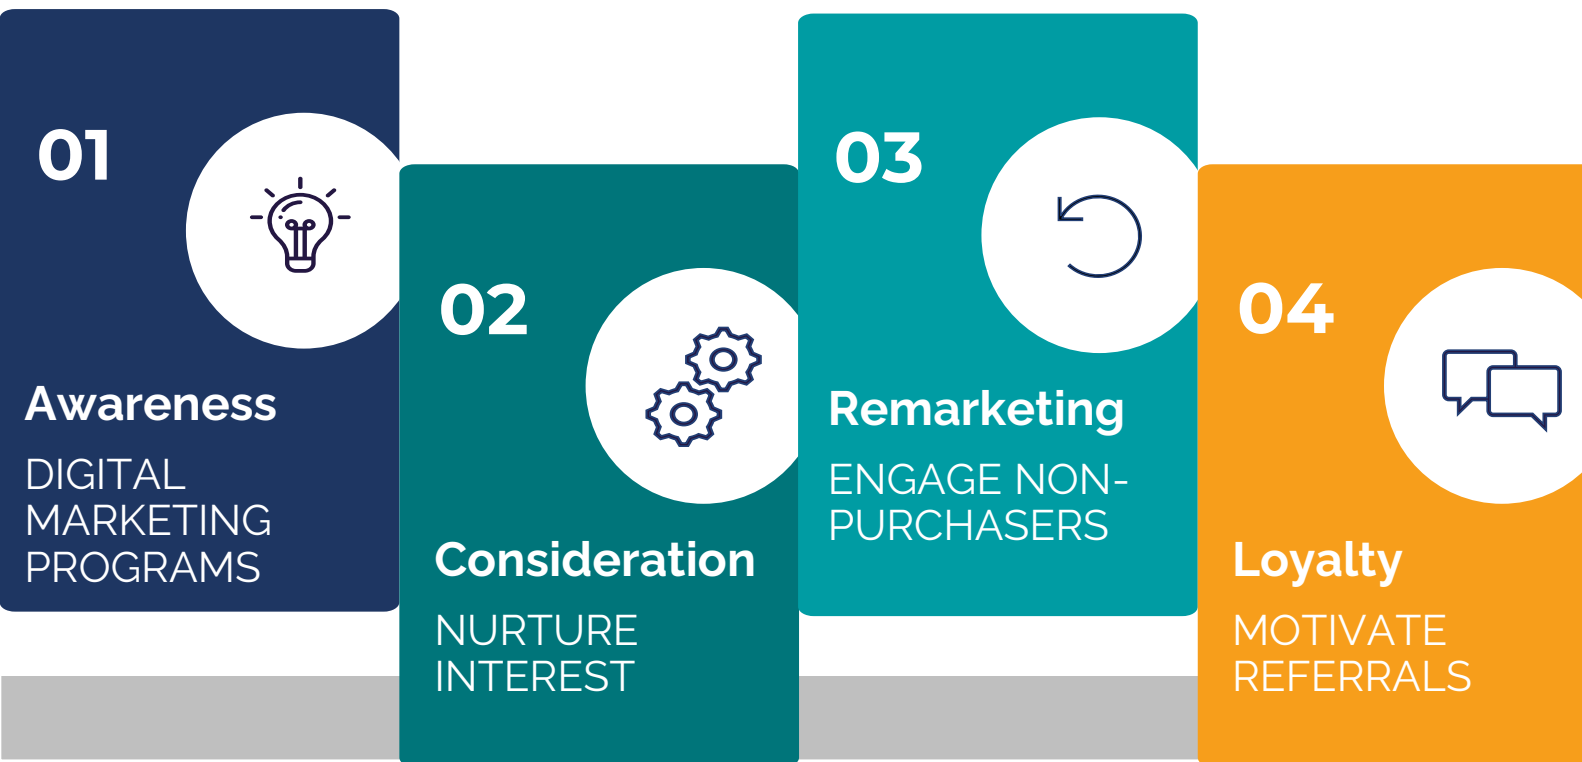 01
Awareness
DIGITAL
MARKETING
PROGRAMS
02
Consideration
NURTURE
INTEREST
03
Remarketing
ENGAGE NON-
PURCHASERS
04
Loyalty
MOTIVATE
REFERRALS